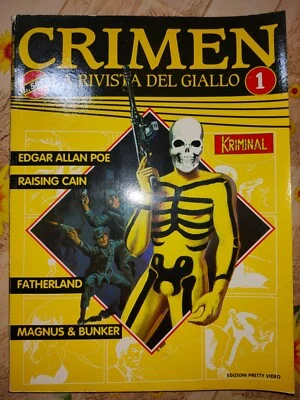 CRIMEN
RIVISTA DEL GIALLO
1
KRIMINAL
EDGAR ALLAN POE
RAISING CAIN
FATHERLAND
MAGNUS & BUNKER
EDIZIONI PRETTY VIDEO